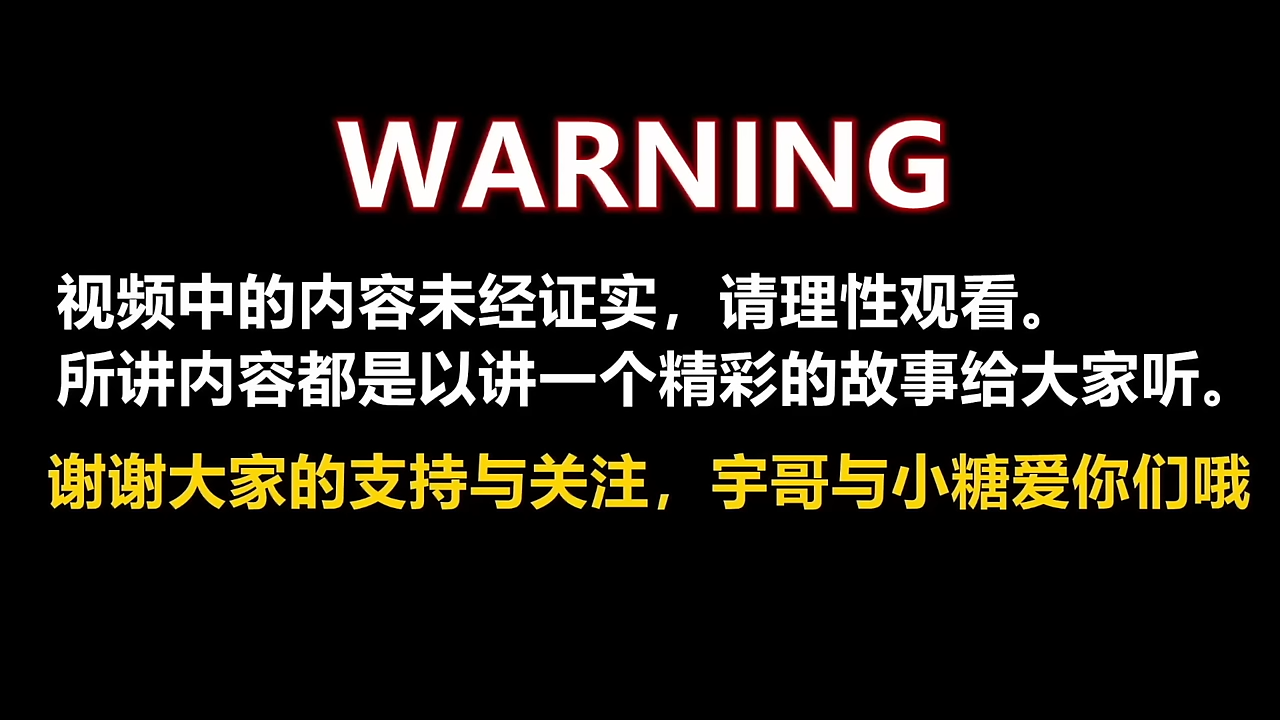 WARNING
视频中的内容未经证实，请理性观看。
所讲内容都是以讲一个精彩的故事给大家听。
谢谢大家的支持与关注，宇哥与小糖爱你们哦